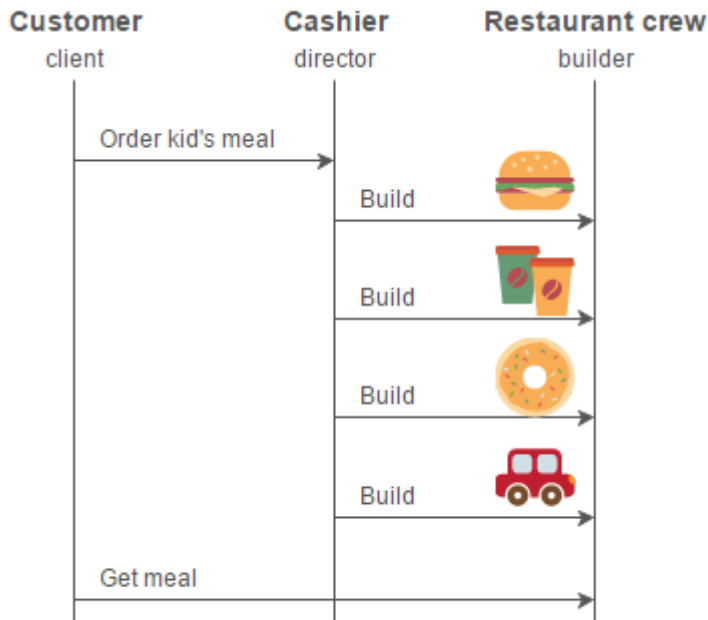 Customer
client
Cashier
director
Restaurant crew
builder
Order kid's meal
Build
Build
Build
Build
Get meal